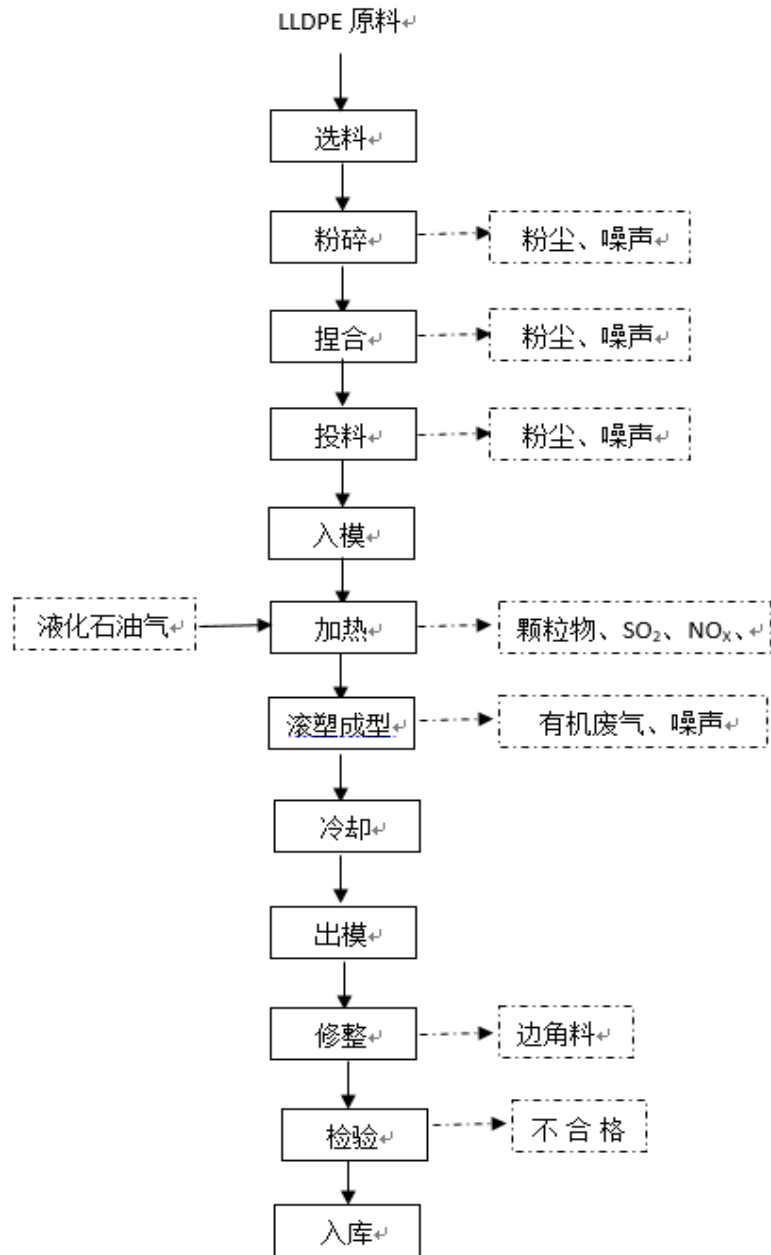 LLDPE 原料
选料
粉碎
粉尘、噪声
捏合
粉尘、噪声
投料
粉尘、噪声
入模
液化石油气
加热
颗粒物、SO₂、NOₓ、
滚塑成型
有机废气、噪声
冷却
出模
修整
边角料
检验
不 合 格
入库